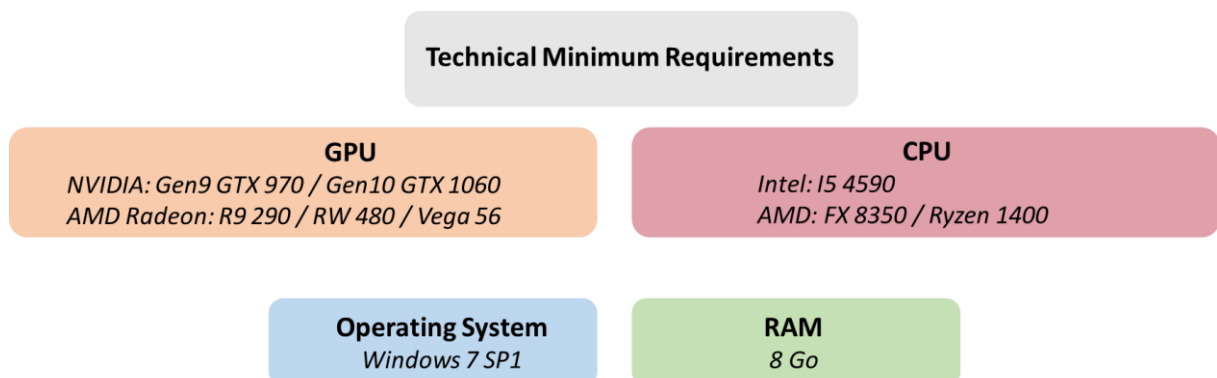 Technical Minimum Requirements
GPU
NVIDIA: Gen9 GTX 970 / Gen10 GTX 1060
AMD Radeon: R9 290 / RW 480 / Vega 56
CPU
Intel: I5 4590
AMD: FX 8350 / Ryzen 1400
Operating System
Windows 7 SP1
RAM
8 Go